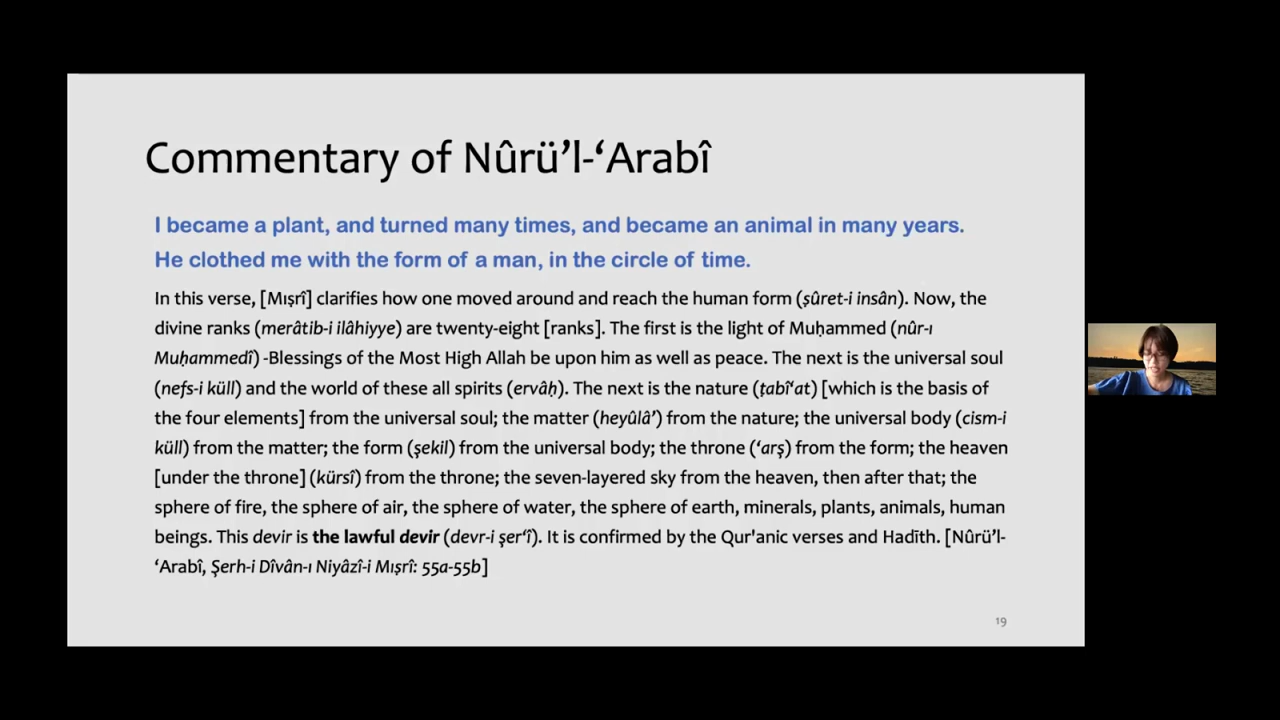 Commentary of Nûrü’l-‘Arabî
I became a plant, and turned many times, and became an animal in many years.
He clothed me with the form of a man, in the circle of time.
In this verse, [Mıṣrî] clarifies how one moved around and reach the human form (ṣûret-i insân). Now, the
divine ranks (merâtib-i ilâhiyye) are twenty-eight [ranks]. The first is the light of Muḥammed (nûr-ı
Muḥammedî) -Blessings of the Most High Allah be upon him as well as peace. The next is the universal soul
(nefs-i küll) and the world of these all spirits (ervâḥ). The next is the nature (ṭabî‘at) [which is the basis of
the four elements] from the universal soul; the matter (heyûlâ’) from the nature; the universal body (cism-i
küll) from the matter; the form (şekil) from the universal body; the throne (‘arş) from the form; the heaven
[under the throne] (kürsî) from the throne; the seven-layered sky from the heaven, then after that; the
sphere of fire, the sphere of air, the sphere of water, the sphere of earth, minerals, plants, animals, human
beings. This devir is the lawful devir (devr-i şer‘î). It is confirmed by the Qur'anic verses and Hadīth. [Nûrü’l-
‘Arabî, Şerh-i Dîvân-ı Niyâzî-i Mıṣrî: 55a-55b]
19